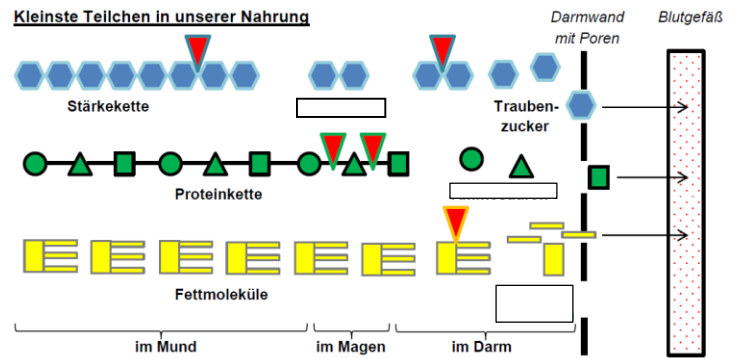 Kleinste Teilchen in unserer Nahrung
Darmwand
mit Poren
Blutgefäß
Stärkekette
Trauben-
zucker
Proteinkette
Fettmoleküle
im Mund
im Magen
im Darm